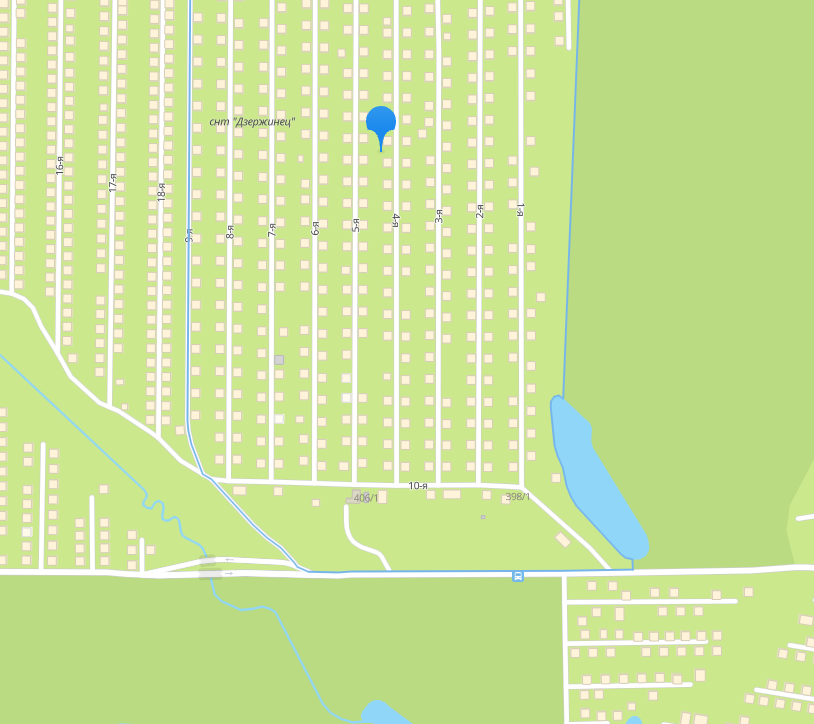 снт "Дзержинец"
16-я
17-я
18-я
9-я
8-я
7-я
6-я
5-я
4-я
3-я
2-я
1-я
10-я
406/1
398/1